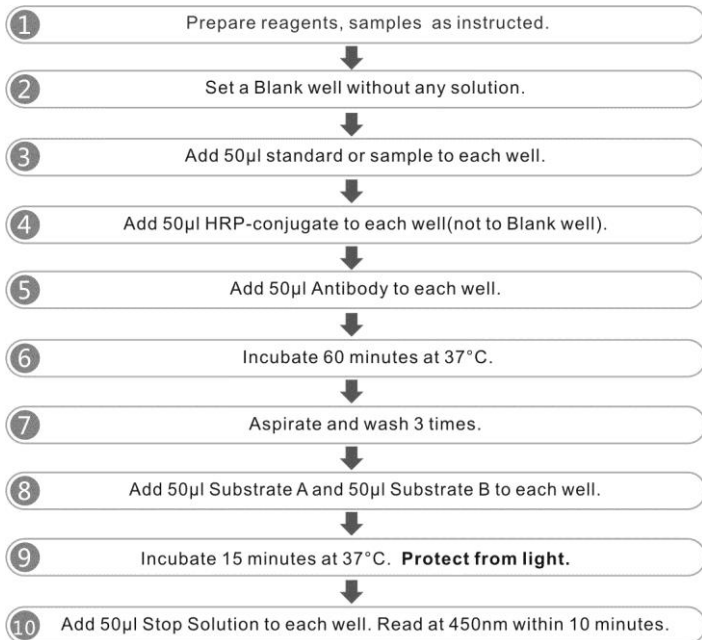 1 Prepare reagents, samples as instructed.
2 Set a Blank well without any solution.
3 Add 50μl standard or sample to each well.
4 Add 50μl HRP-conjugate to each well(not to Blank well).
5 Add 50μl Antibody to each well.
6 Incubate 60 minutes at 37°C.
7 Aspirate and wash 3 times.
8 Add 50μl Substrate A and 50μl Substrate B to each well.
9 Incubate 15 minutes at 37°C. Protect from light.
10 Add 50μl Stop Solution to each well. Read at 450nm within 10 minutes.